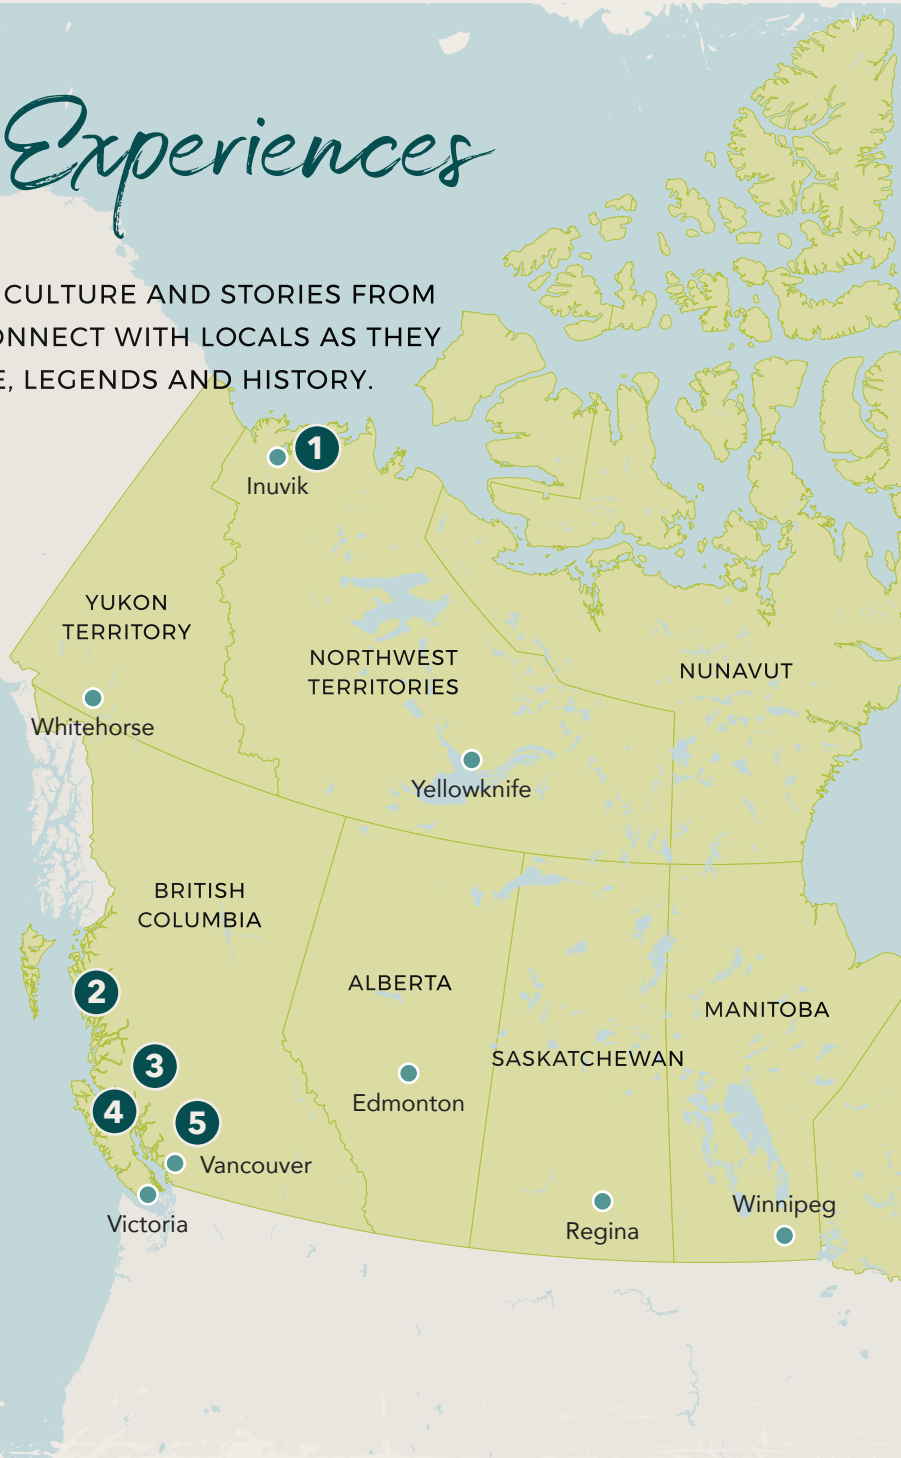 Experiences
CULTURE AND STORIES FROM
ONNECT WITH LOCALS AS THEY
E, LEGENDS AND HISTORY.
1
Inuvik
YUKON
TERRITORY
NORTHWEST
TERRITORIES
NUNAVUT
Whitehorse
Yellowknife
BRITISH
COLUMBIA
ALBERTA
2
MANITOBA
SASKATCHEWAN
3
Edmonton
4
5
Vancouver
Victoria
Regina
Winnipeg